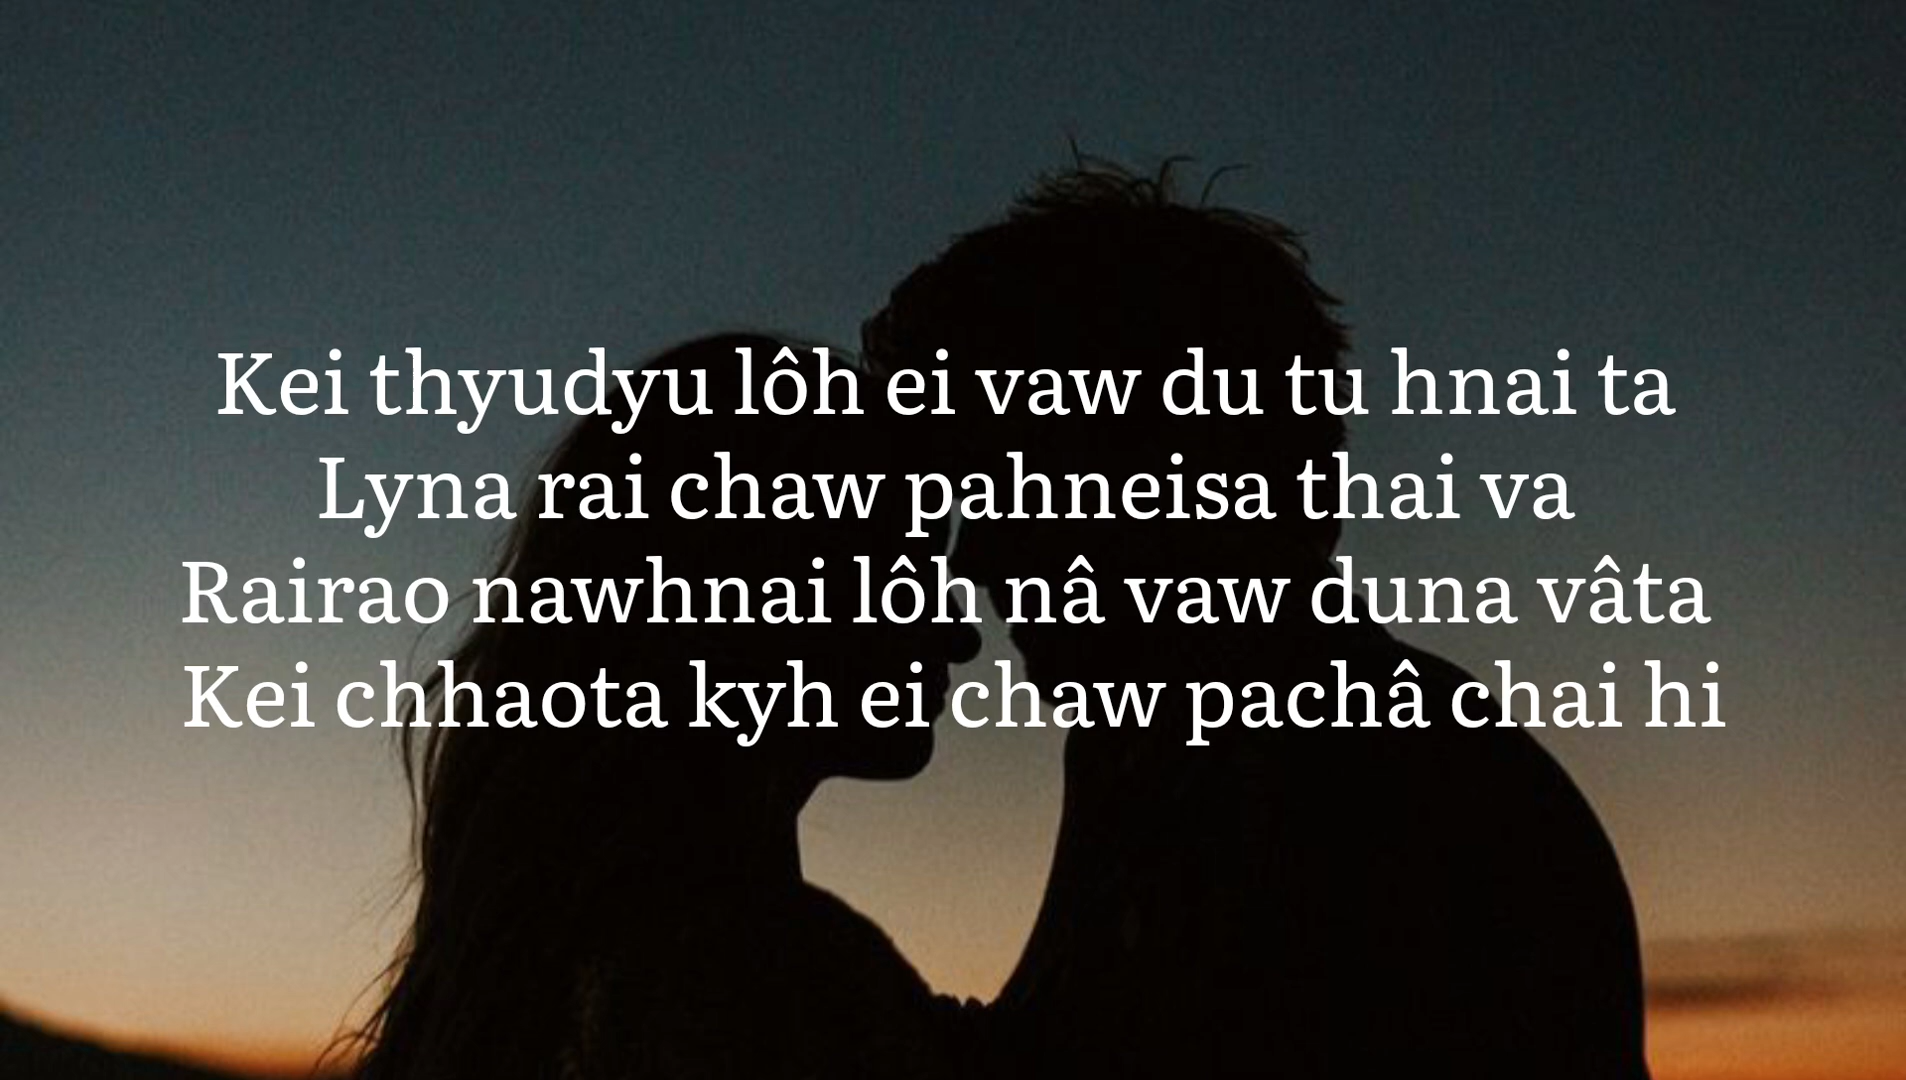 Kei thyudyu lôh ei vaw du tu hnai ta
Lyna rai chaw pahneisa thai va
Rairao nawhnai lôh nâ vaw duna vâta
Kei chhaota kyh ei chaw pachâ chai hi